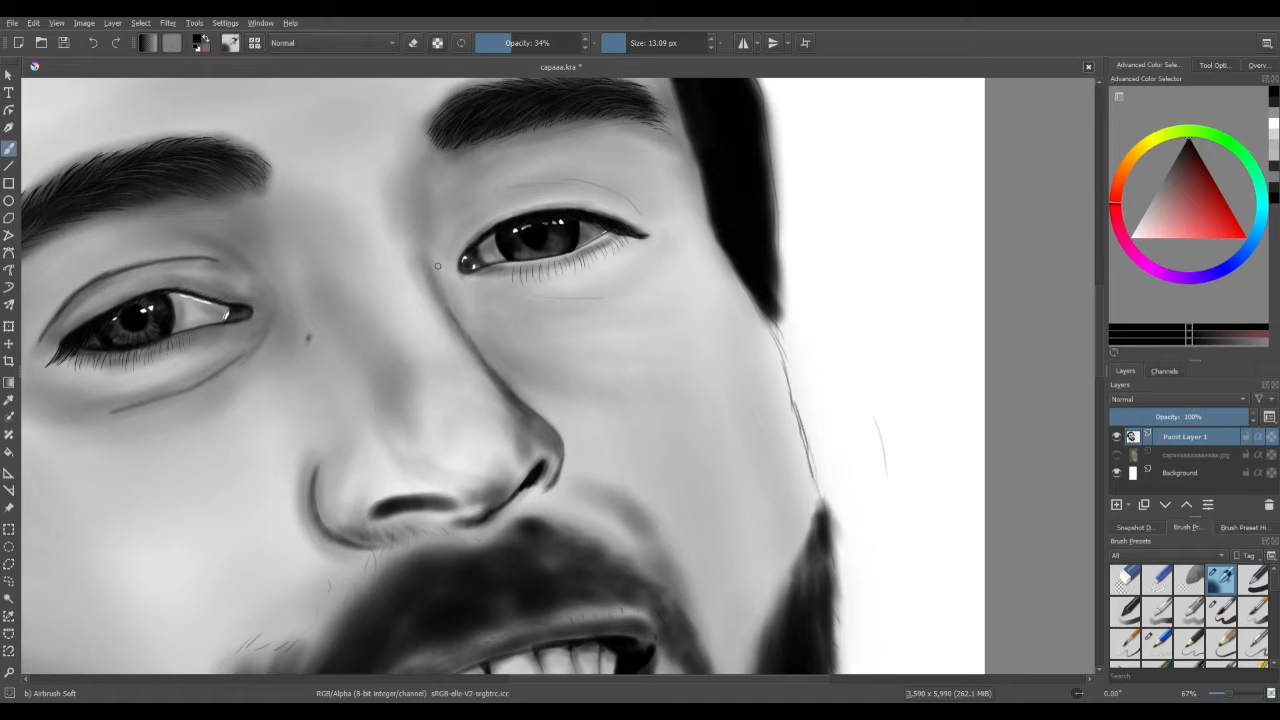 File Edit View Image Layer Select Filter Tools Settings Window Help
Normal Opacity: 34% Size: 13.09 px
capaaa.kra *
Advanced Color Sele... Tool Opti... Overv...
Advanced Color Selector
Layers Channels
Layers
Normal
Opacity: 100%
Paint Layer 1
Background
Snapshot D... Brush Pr... Brush Preset Hi...
Brush Presets
All Tag
Search
b) Airbrush Soft RGB/Alpha (8-bit integer/channel) sRGB-elle-V2-srgbtrc.icc 3,590 x 5,990 (262.1 MiB) 0.00° 67%